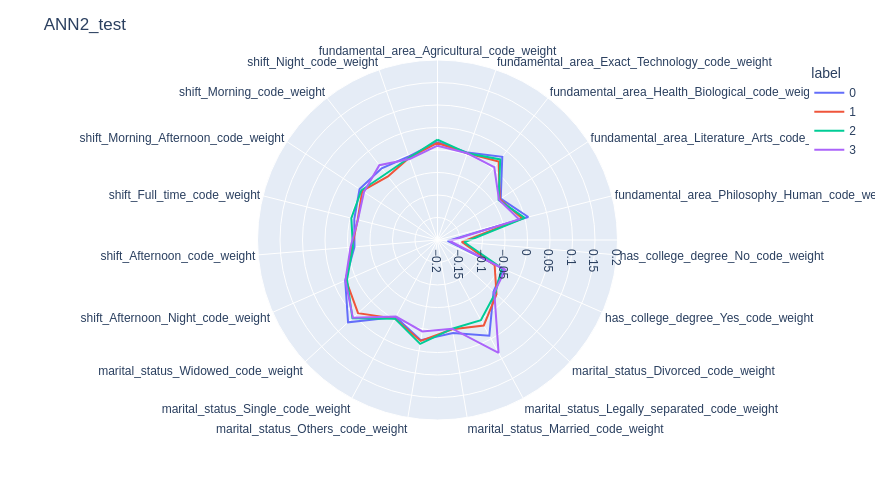 ANN2_test
fundamental_area_Agricultural_code_weight
shift_Night_code_weight
fundamental_area_Exact_Technology_code_weight
label
shift_Morning_code_weight
fundamental_area_Health_Biological_code_weig
0
1
2
3
shift_Morning_Afternoon_code_weight
fundamental_area_Literature_Arts_code_
shift_Full_time_code_weight
fundamental_area_Philosophy_Human_code_we
shift_Afternoon_code_weight
−0.2
−0.15
−0.1
−0.05
0
0.05
0.1
0.15
0.2
has_college_degree_No_code_weight
shift_Afternoon_Night_code_weight
has_college_degree_Yes_code_weight
marital_status_Widowed_code_weight
marital_status_Divorced_code_weight
marital_status_Single_code_weight
marital_status_Legally_separated_code_weight
marital_status_Others_code_weight
marital_status_Married_code_weight